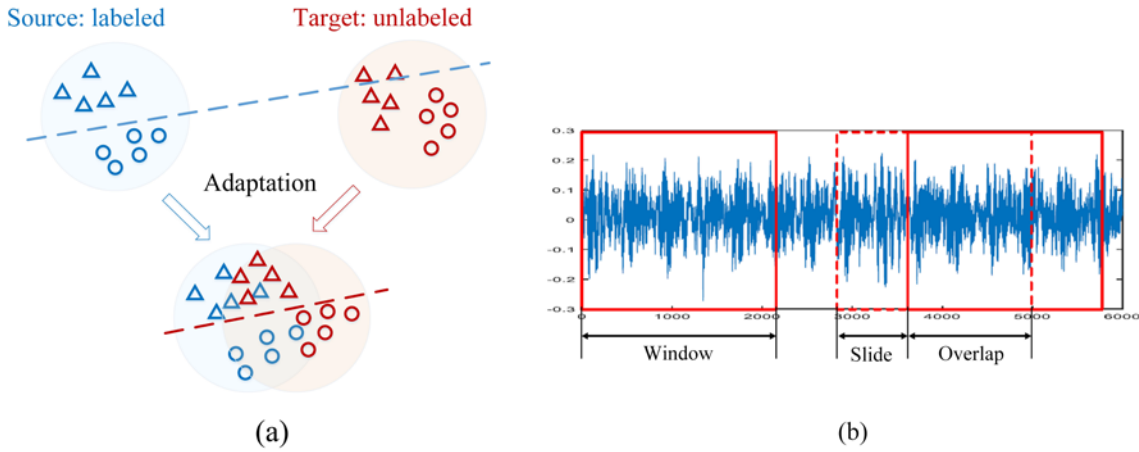 Source: labeled
Target: unlabeled
Adaptation
(a)
0.3
0.2
0.1
0
-0.1
-0.2
-0.3
0 1000 2000 3000 4000 5000 6000
Window
Slide
Overlap
(b)